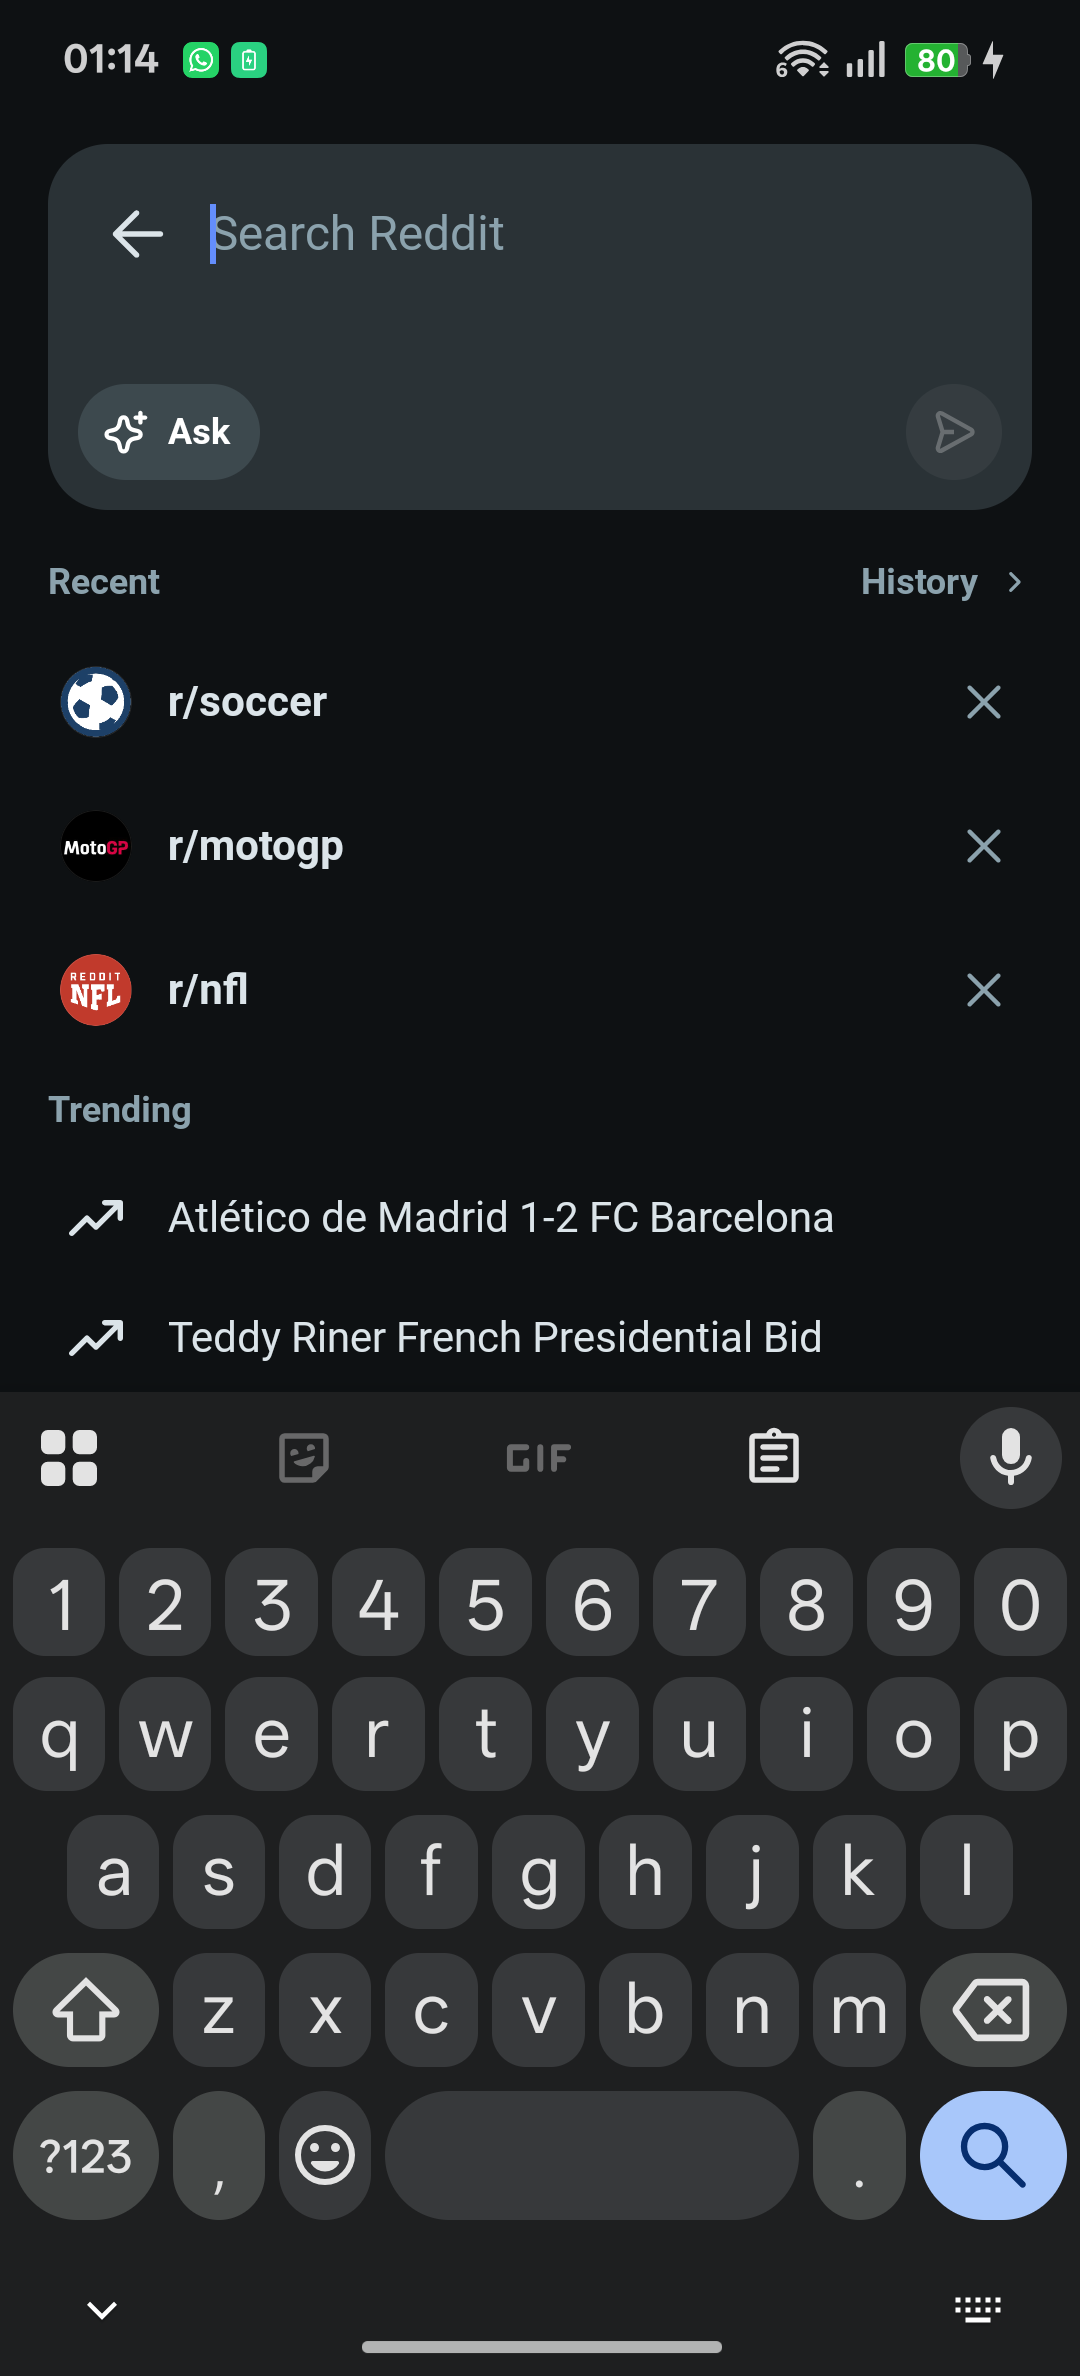 01:14
6
80
Search Reddit
Ask
Recent
History
r/soccer
MotoGP
r/motogp
REDDIT
NFL
r/nfl
Trending
Atlético de Madrid 1-2 FC Barcelona
Teddy Riner French Presidential Bid
GIF
1 2 3 4 5 6 7 8 9 0
q w e r t y u i o p
a s d f g h j k l
z x c v b n m
?123 , .